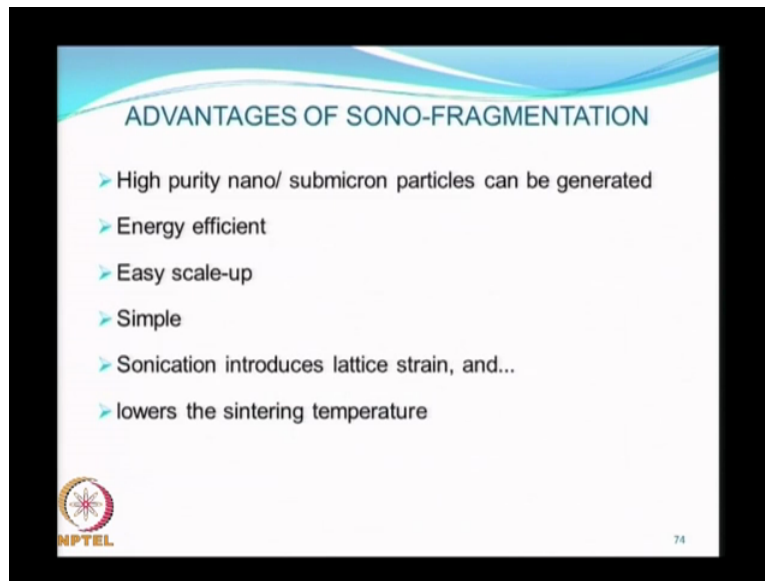 ADVANTAGES OF SONO-FRAGMENTATION
High purity nano/ submicron particles can be generated
Energy efficient
Easy scale-up
Simple
Sonication introduces lattice strain, and...
lowers the sintering temperature
NPTEL
74